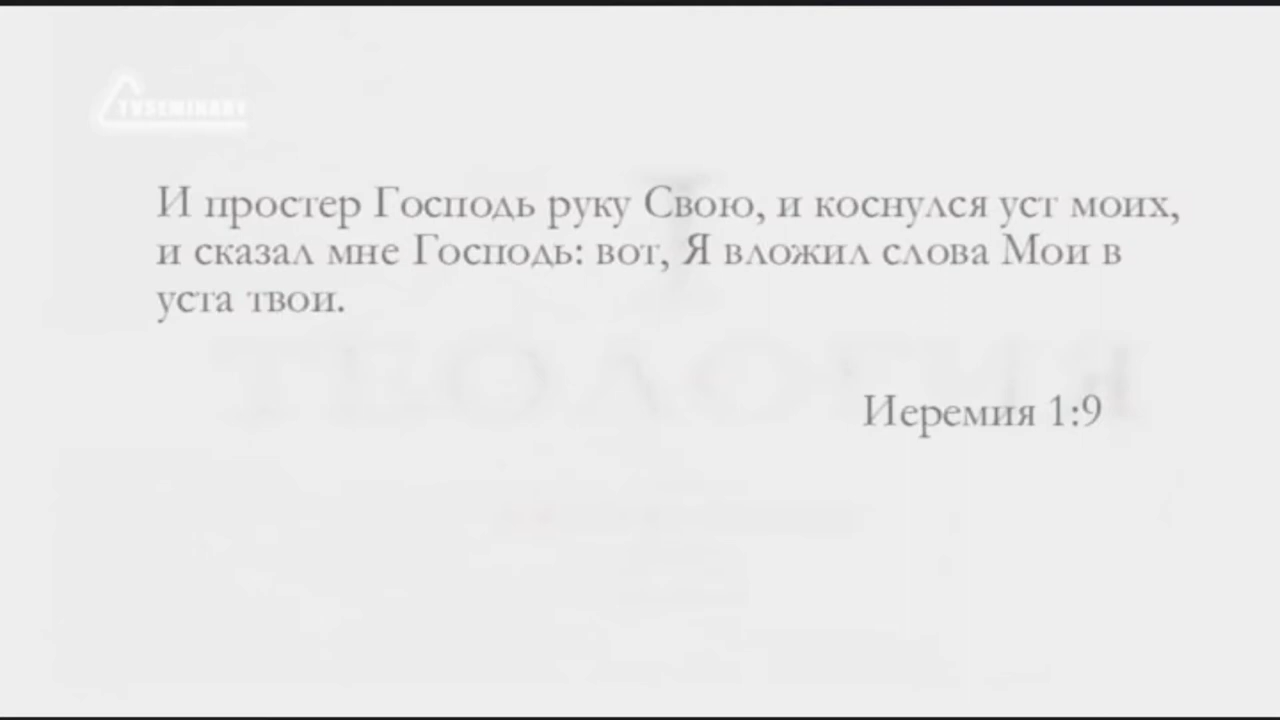 TVSEMINARY
И простер Господь руку Свою, и коснулся уст моих,
и сказал мне Господь: вот, Я вложил слова Мои в
уста твои.
Иеремия 1:9